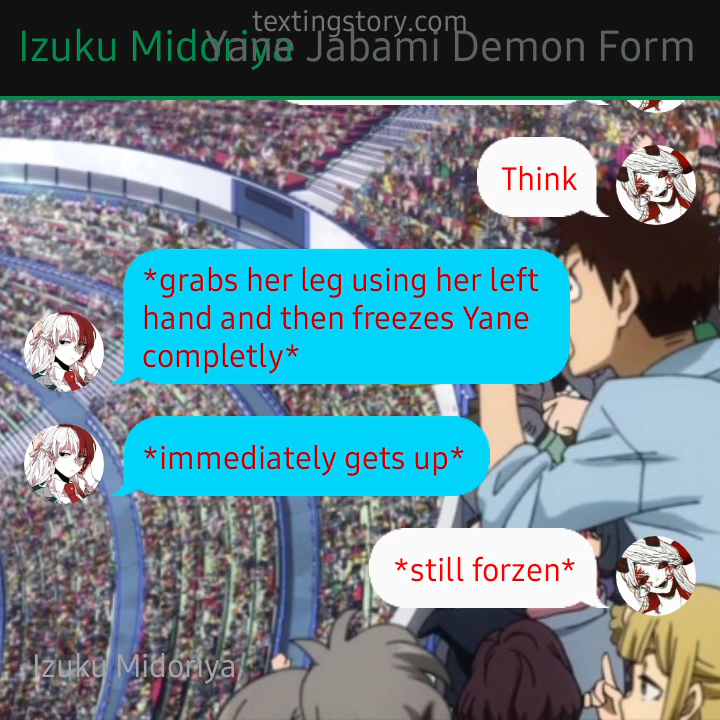 textingstory.com
Izuku Midoriya
Yane Jabami Demon Form
Think
*grabs her leg using her left
hand and then freezes Yane
completly*
*immediately gets up*
*still forzen*
Izuku Midoriya